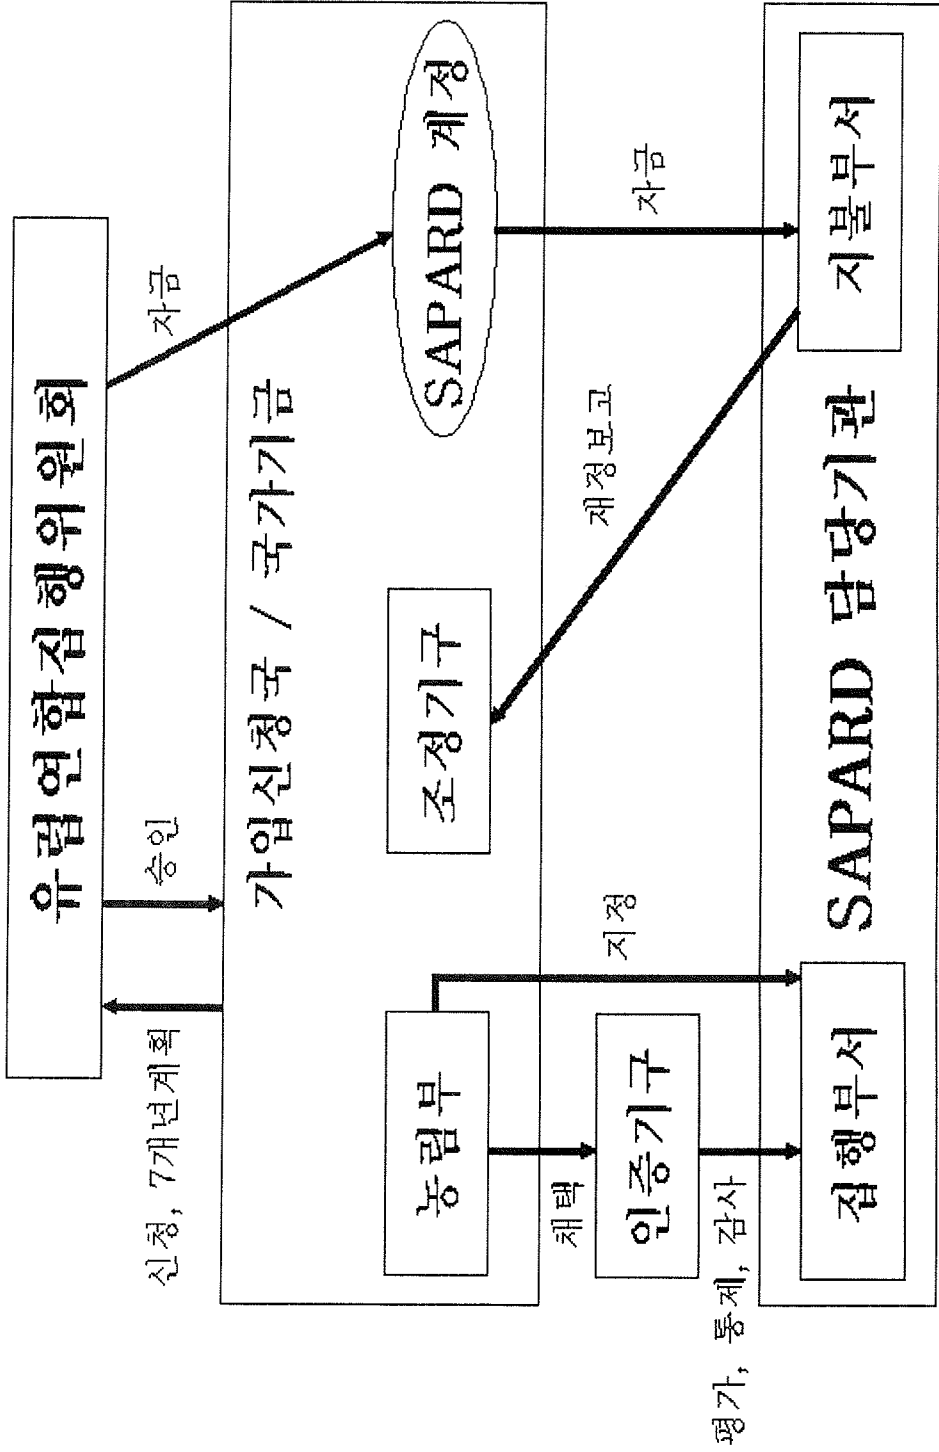 유럽연합집행위원회
신청, 7개년계획
승인
자금
가입신청국 / 국가기금
농림부
조정기구
SAPARD 계정
채택
지정
재정보고
자금
인증기구
평가, 통제, 감사
집행부서
SAPARD 담당기관
지불부서